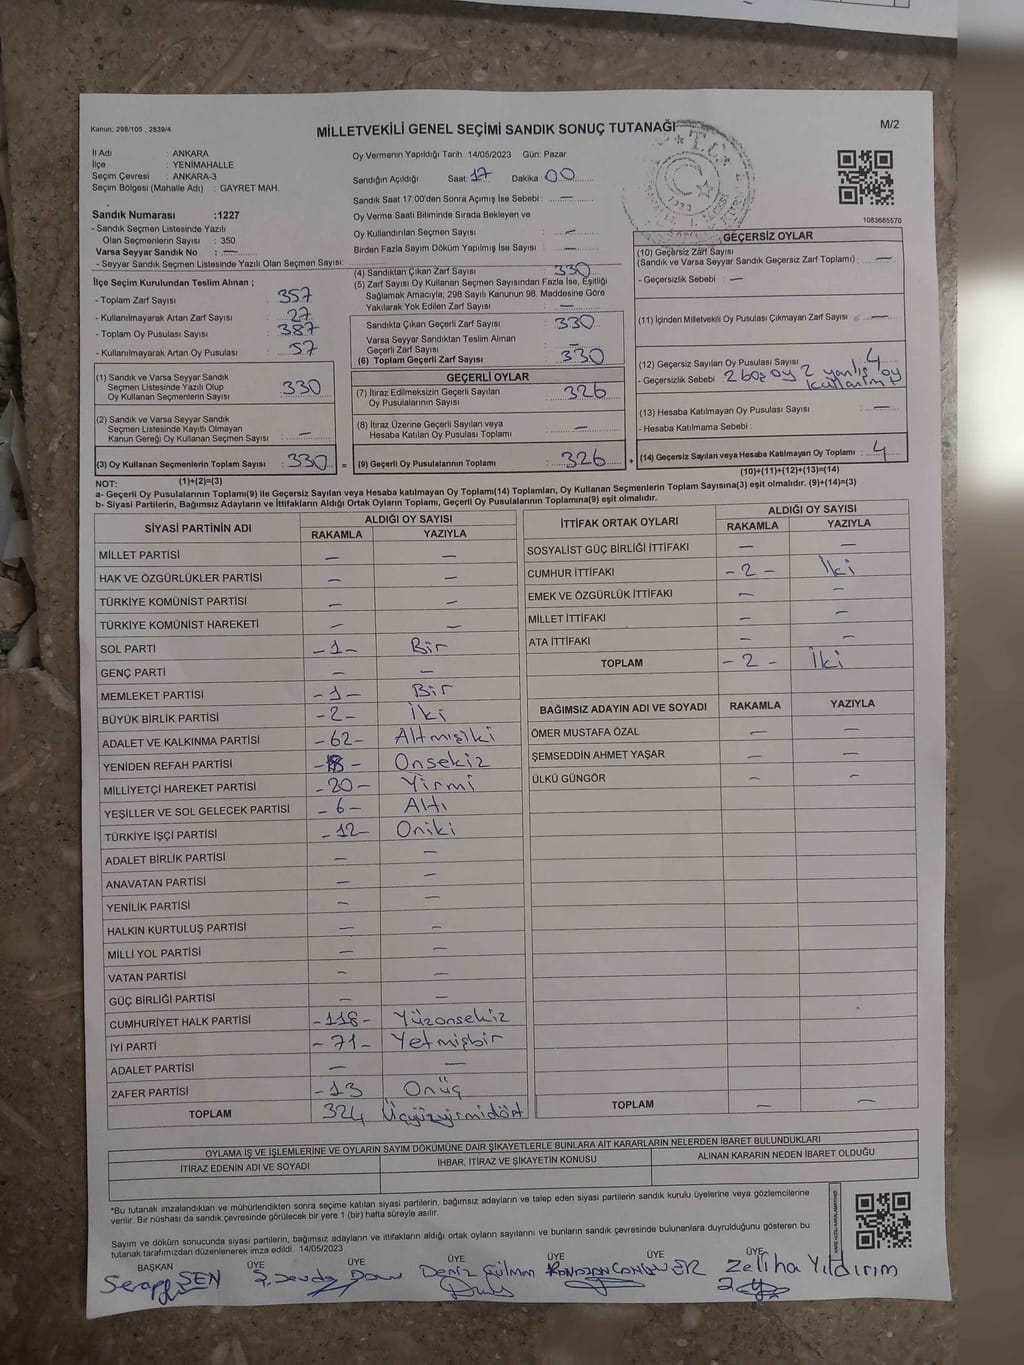 Kanun; 298/105 , 2839/4
MİLLETVEKİLİ GENEL SEÇİMİ SANDIK SONUÇ TUTANAĞI
M/2
İl Adı : ANKARA
İlçe : YENİMAHALLE
Seçim Çevresi : ANKARA-3
Seçim Bölgesi (Mahalle Adı) : GAYRET MAH.
Sandık Numarası :1227
- Sandık Seçmen Listesinde Yazılı
Olan Seçmenlerin Sayısı : 350
Varsa Seyyar Sandık No : —
- Seyyar Sandık Seçmen Listesinde Yazılı Olan Seçmen Sayısı:
İlçe Seçim Kurulundan Teslim Alınan ;
- Toplam Zarf Sayısı : 357
- Kullanılmayarak Artan Zarf Sayısı : 27
- Toplam Oy Pusulası Sayısı : 387
- Kullanılmayarak Artan Oy Pusulası : 57
(1) Sandık ve Varsa Seyyar Sandık
Seçmen Listesinde Yazılı Olup
Oy Kullanan Seçmenlerin Sayısı : 330
(2) Sandık ve Varsa Seyyar Sandık
Seçmen Listesinde Kayıtlı Olmayan
Kanun Gereği Oy Kullanan Seçmen Sayısı : —
(3) Oy Kullanan Seçmenlerin Toplam Sayısı : 330
(1)+(2)=(3)
Oy Vermenin Yapıldığı Tarih :14/05/2023 Gün: Pazar
Sandığın Açıldığı Saat: 17 Dakika 00
Sandık Saat 17:00'den Sonra Açımış İse Sebebi : —
Oy Verme Saati Bitiminde Sırada Bekleyen ve
Oy Kullandırılan Seçmen Sayısı : —
Birden Fazla Sayım Döküm Yapılmış İse Sayısı : —
(4) Sandıktan Çıkan Zarf Sayısı : 330
(5) Zarf Sayısı Oy Kullanan Seçmen Sayısından Fazla İse, Eşitliği
Sağlamak Amacıyla; 298 Sayılı Kanunun 98. Maddesine Göre
Yakılarak Yok Edilen Zarf Sayısı : —
Sandıkta Çıkan Geçerli Zarf Sayısı : 330
Varsa Seyyar Sandıktan Teslim Alınan
Geçerli Zarf Sayısı : —
(6) Toplam Geçerli Zarf Sayısı : 330
GEÇERLİ OYLAR
(7) İtiraz Edilmeksizin Geçerli Sayılan
Oy Pusulalarının Sayısı : 326
(8) İtiraz Üzerine Geçerli Sayılan veya
Hesaba Katılan Oy Pusulası Toplamı : —
= (9) Geçerli Oy Pusulalarının Toplamı : 326 +
T.C.
1923
1083685570
GEÇERSİZ OYLAR
(10) Geçersiz Zarf Sayısı
(Sandık ve Varsa Seyyar Sandık Geçersiz Zarf Toplamı) : —
- Geçersizlik Sebebi : —
(11) İçinden Milletvekili Oy Pusulası Çıkmayan Zarf Sayısı : —
(12) Geçersiz Sayılan Oy Pusulası Sayısı : 4
- Geçersizlik Sebebi : 2 boş oy 2 yanlış oy
kullanımı
(13) Hesaba Katılmayan Oy Pusulası Sayısı : —
- Hesaba Katılmama Sebebi :
(14) Geçersiz Sayılan veya Hesaba Katılmayan Oy Toplamı : 4
(10)+(11)+(12)+(13)=(14)
NOT:
a- Geçerli Oy Pusulalarının Toplamı(9) ile Geçersiz Sayılan veya Hesaba katılmayan Oy Toplamı(14) Toplamları, Oy Kullanan Seçmenlerin Toplam Sayısına(3) eşit olmalıdır. (9)+(14)=(3)
b- Siyasi Partilerin, Bağımsız Adayların ve İttifakların Aldığı Ortak Oyların Toplamı, Geçerli Oy Pusulalarının Toplamına(9) eşit olmalıdır.
SİYASİ PARTİNİN ADI ALDIĞI OY SAYISI
RAKAMLA YAZIYLA
MİLLET PARTİSİ — —
HAK VE ÖZGÜRLÜKLER PARTİSİ — —
TÜRKİYE KOMÜNİST PARTİSİ — —
TÜRKİYE KOMÜNİST HAREKETİ — —
SOL PARTİ -1- Bir
GENÇ PARTİ — —
MEMLEKET PARTİSİ -1- Bir
BÜYÜK BİRLİK PARTİSİ -2- İki
ADALET VE KALKINMA PARTİSİ -62- Altmışiki
YENİDEN REFAH PARTİSİ -18- Onsekiz
MİLLİYETÇİ HAREKET PARTİSİ -20- Yirmi
YEŞİLLER VE SOL GELECEK PARTİSİ -6- Altı
TÜRKİYE İŞÇİ PARTİSİ -12- Oniki
ADALET BİRLİK PARTİSİ — —
ANAVATAN PARTİSİ — —
YENİLİK PARTİSİ — —
HALKIN KURTULUŞ PARTİSİ — —
MİLLİ YOL PARTİSİ — —
VATAN PARTİSİ — —
GÜÇ BİRLİĞİ PARTİSİ — —
CUMHURİYET HALK PARTİSİ -118- Yüzonsekiz
İYİ PARTİ -71- Yetmişbir
ADALET PARTİSİ — —
ZAFER PARTİSİ -13 Onüç
TOPLAM 324 Üçyüzyirmidört
İTTİFAK ORTAK OYLARI ALDIĞI OY SAYISI
RAKAMLA YAZIYLA
SOSYALİST GÜÇ BİRLİĞİ İTTİFAKI — —
CUMHUR İTTİFAKI -2- İki
EMEK VE ÖZGÜRLÜK İTTİFAKI — —
MİLLET İTTİFAKI — —
ATA İTTİFAKI — —
TOPLAM -2- İki
BAĞIMSIZ ADAYIN ADI VE SOYADI RAKAMLA YAZIYLA
ÖMER MUSTAFA ÖZAL — —
ŞEMSEDDİN AHMET YAŞAR — —
ÜLKÜ GÜNGÖR — —
TOPLAM — —
OYLAMA İŞ VE İŞLEMLERİNE VE OYLARIN SAYIM DÖKÜMÜNE DAİR ŞİKAYETLERLE BUNLARA AİT KARARLARIN NELERDEN İBARET BULUNDUKLARI
İTİRAZ EDENİN ADI VE SOYADI İHBAR, İTİRAZ VE ŞİKAYETİN KONUSU ALINAN KARARIN NEDEN İBARET OLDUĞU
*Bu tutanak imzalandıktan ve mühürlendikten sonra seçime katılan siyasi partilerin, bağımsız adayların ve talep eden siyasi partilerin sandık kurulu üyelerine veya gözlemcilerine
verilir. Bir nüshası da sandık çevresinde görülecek bir yere 1 (bir) hafta süreyle asılır.
Sayım ve döküm sonucunda siyasi partilerin, bağımsız adayların ve ittifakların aldığı ortak oyların sayılarını ve bunların sandık çevresinde bulunanlara duyrulduğunu gösteren bu
tutanak tarafımızdan düzenlenerek imza edildi. 14/05/2023
BAŞKAN ÜYE ÜYE ÜYE ÜYE ÜYE ÜYE
Serap ŞEN Deniz Zeliha Yıldırım